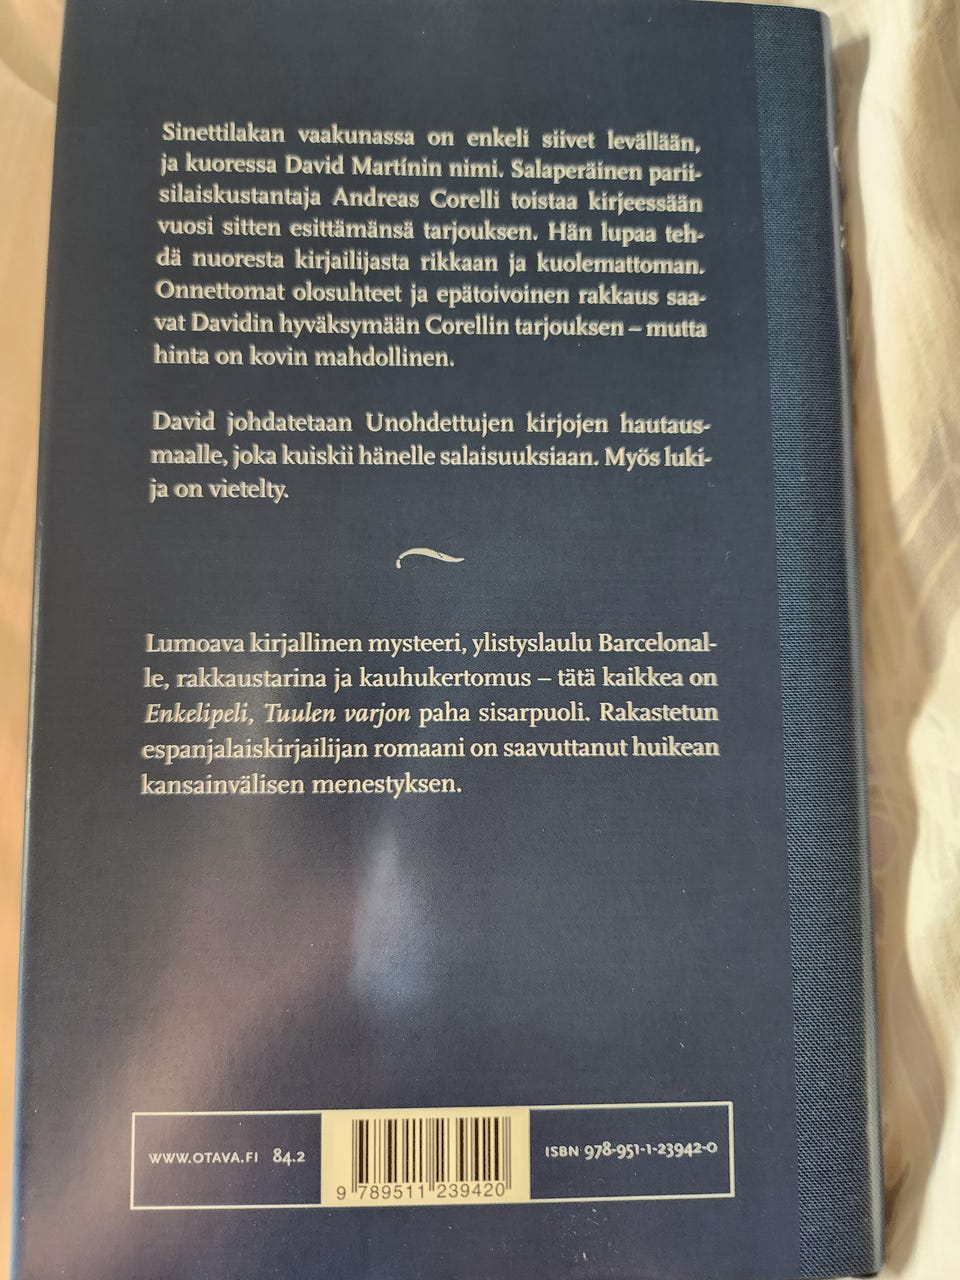 Sinettilakan vaakunassa on enkeli siivet levällään,
ja kuoressa David Martínin nimi. Salaperäinen parii-
silaiskustantaja Andreas Corelli toistaa kirjeessään
vuosi sitten esittämänsä tarjouksen. Hän lupaa teh-
dä nuoresta kirjailijasta rikkaan ja kuolemattoman.
Onnettomat olosuhteet ja epätoivoinen rakkaus saa-
vat Davidin hyväksymään Corellin tarjouksen – mutta
hinta on kovin mahdollinen.
David johdatetaan Unohdettujen kirjojen hautaus-
maalle, joka kuiskii hänelle salaisuuksiaan. Myös luki-
ja on vietelty.
Lumoava kirjallinen mysteeri, ylistyslaulu Barcelonal-
le, rakkaustarina ja kauhukertomus – tätä kaikkea on
Enkelipeli, Tuulen varjon paha sisarpuoli. Rakastetun
espanjalaiskirjailijan romaani on saavuttanut huikean
kansainvälisen menestyksen.
WWW.OTAVA.FI 84.2
9 789511 239420
ISBN 978-951-1-23942-0